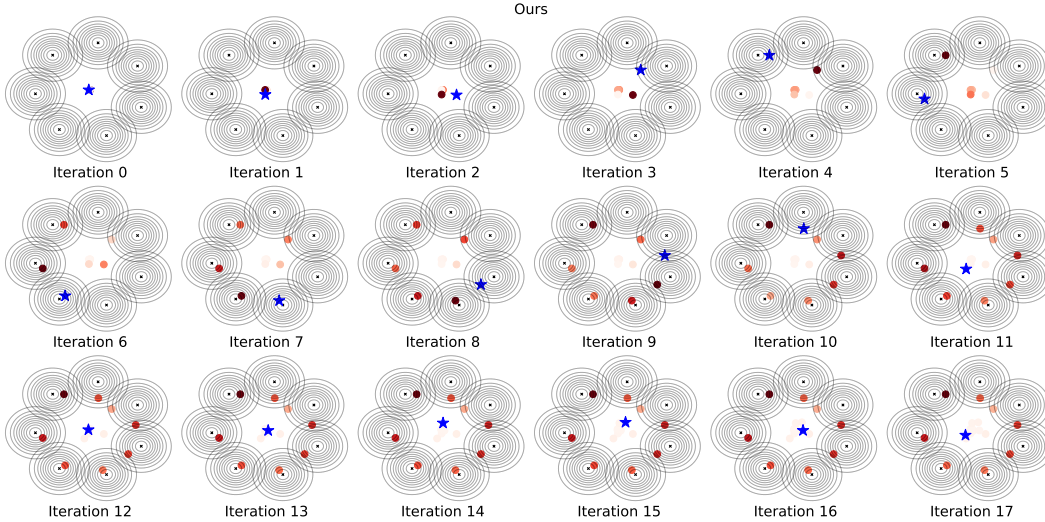 Ours
Iteration 0
Iteration 1
Iteration 2
Iteration 3
Iteration 4
Iteration 5
Iteration 6
Iteration 7
Iteration 8
Iteration 9
Iteration 10
Iteration 11
Iteration 12
Iteration 13
Iteration 14
Iteration 15
Iteration 16
Iteration 17